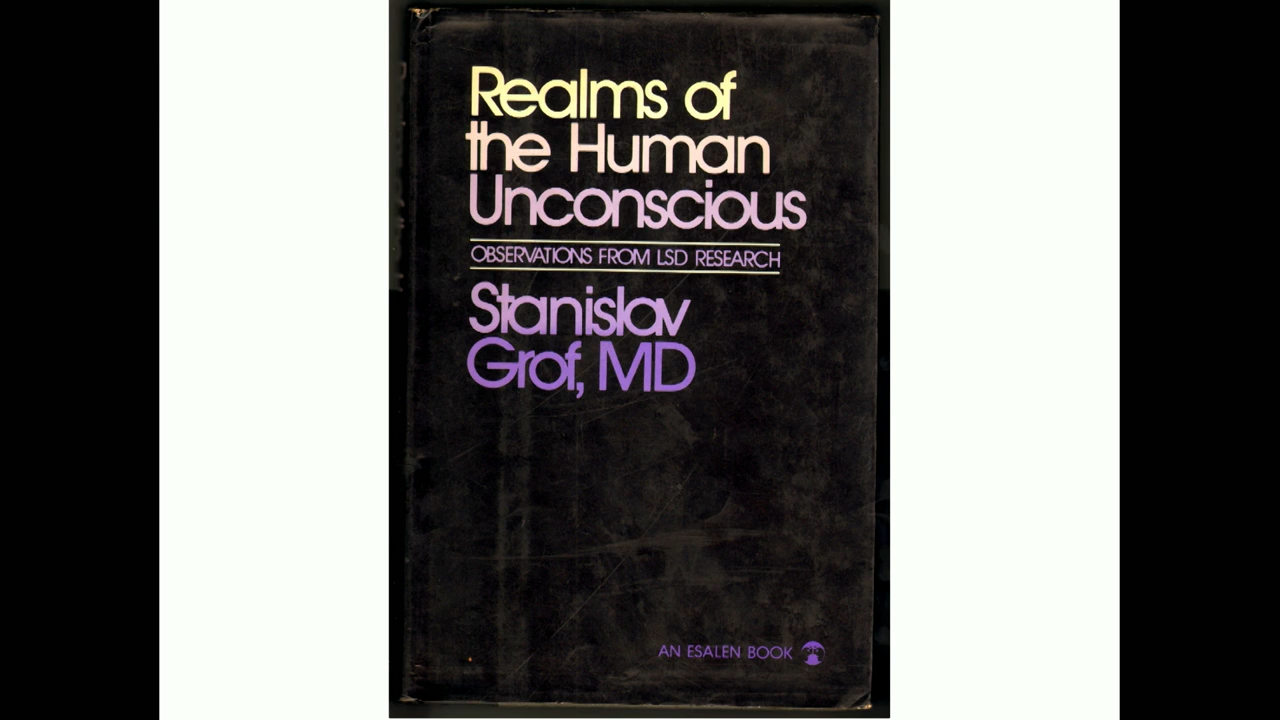 Realms of
the Human
Unconscious
OBSERVATIONS FROM LSD RESEARCH
Stanislav
Grof, MD
AN ESALEN BOOK